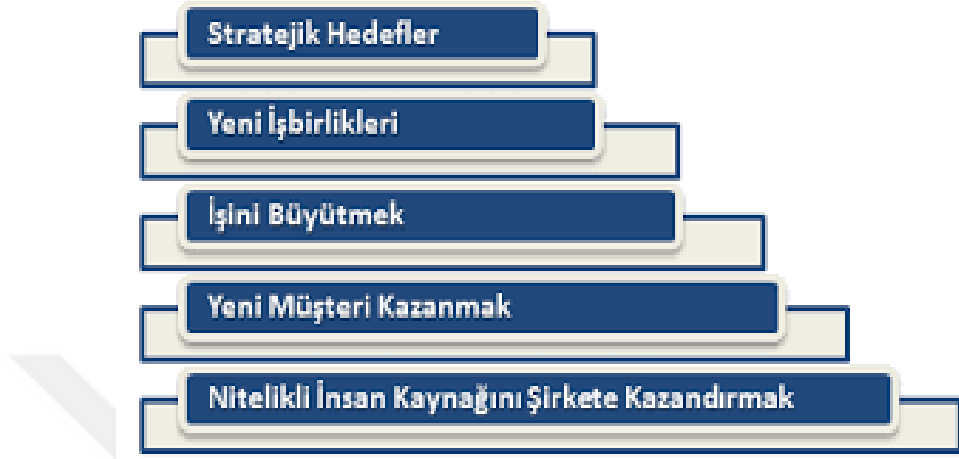 Stratejik Hedefler
Yeni İşbirlikleri
İşini Büyütmek
Yeni Müşteri Kazanmak
Nitelikli İnsan Kaynağını Şirkete Kazandırmak